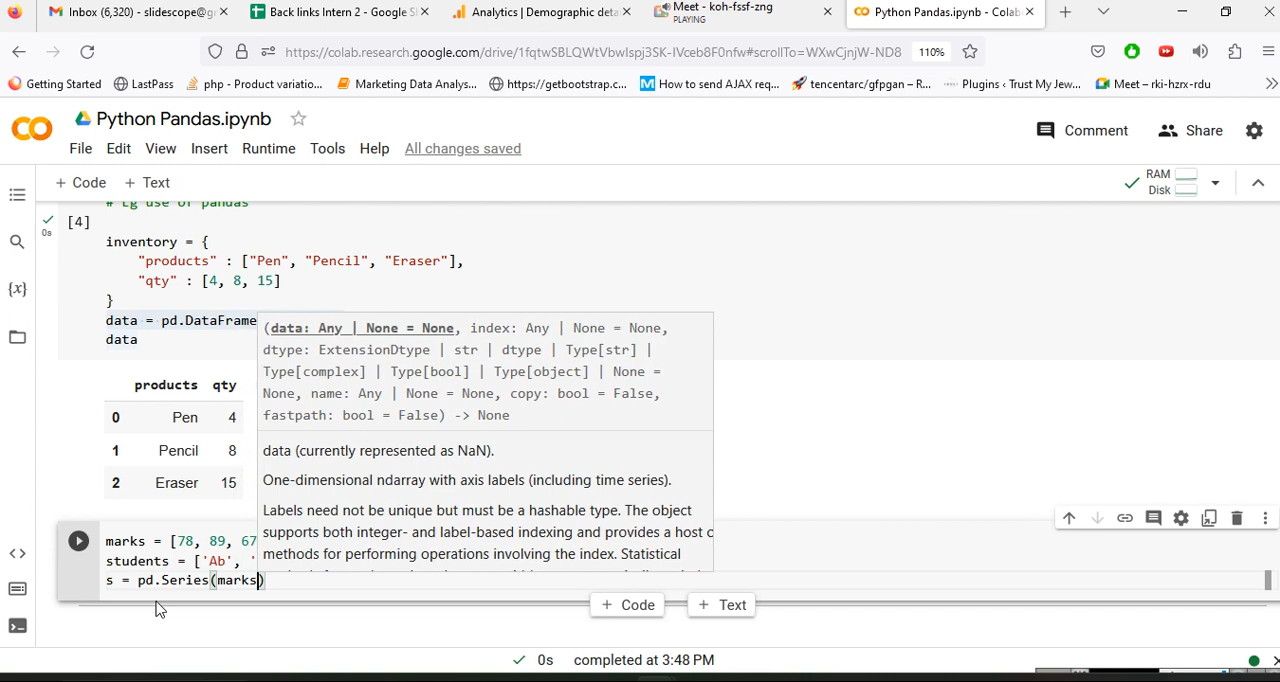 Inbox (6,320) - slidescope@g
Back links Intern 2 - Google S
Analytics | Demographic deta
Meet - koh-fssf-zng
PLAYING
Python Pandas.ipynb - Colab
https://colab.research.google.com/drive/1fqtwSBLQWtVbwIspj3SK-IVceb8F0nfw#scrollTo=WXwCjnjW-ND8
110%
Getting Started
LastPass
php - Product variatio...
Marketing Data Analys...
https://getbootstrap.c...
How to send AJAX req...
tencentarc/gfpgan – R...
Plugins ‹ Trust My Jew...
Meet – rki-hzrx-rdu
CO
Python Pandas.ipynb
Comment
Share
File Edit View Insert Runtime Tools Help All changes saved
+ Code + Text
RAM
Disk
# Eg use of pandas
[4]
0s
inventory = {
"products" : ["Pen", "Pencil", "Eraser"],
"qty" : [4, 8, 15]
}
data = pd.DataFrame
data
(data: Any | None = None, index: Any | None = None,
dtype: ExtensionDtype | str | dtype | Type[str] |
Type[complex] | Type[bool] | Type[object] | None =
None, name: Any | None = None, copy: bool = False,
fastpath: bool = False) -> None
data (currently represented as NaN).
One-dimensional ndarray with axis labels (including time series).
Labels need not be unique but must be a hashable type. The object
supports both integer- and label-based indexing and provides a host o
methods for performing operations involving the index. Statistical
products qty
0 Pen 4
1 Pencil 8
2 Eraser 15
marks = [78, 89, 67
students = ['Ab', '
s = pd.Series(marks)
+ Code + Text
0s completed at 3:48 PM